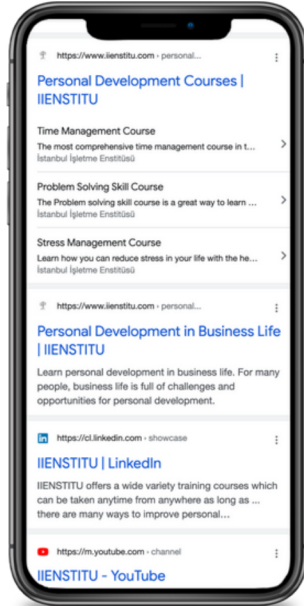 https://www.iienstitu.com › personal...
Personal Development Courses |
IIENSTITU
Time Management Course
The most comprehensive time management course in t...
İstanbul İşletme Enstitüsü
Problem Solving Skill Course
The Problem solving skill course is a great way to learn ...
İstanbul İşletme Enstitüsü
Stress Management Course
Learn how you can reduce stress in your life with the he...
İstanbul İşletme Enstitüsü
https://www.iienstitu.com › personal...
Personal Development in Business Life
| IIENSTITU
Learn personal development in business life. For many
people, business life is full of challenges and
opportunities for personal development.
in https://cl.linkedin.com › showcase
IIENSTITU | LinkedIn
IIENSTITU offers a wide variety training courses which
can be taken anytime from anywhere as long as ...
there are many ways to improve personal...
https://m.youtube.com › channel
IIENSTITU - YouTube